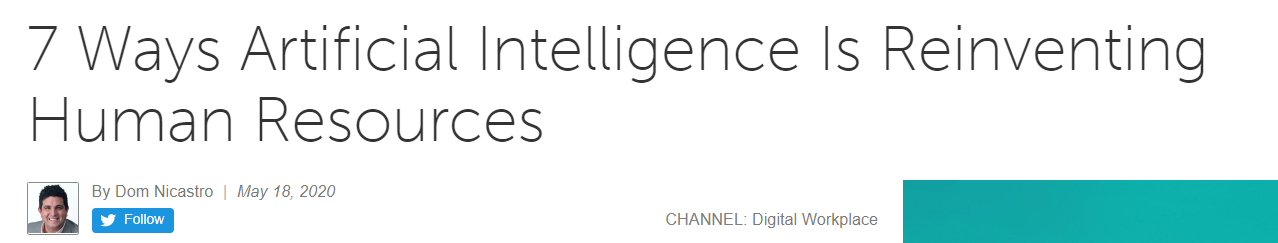 7 Ways Artificial Intelligence Is Reinventing
Human Resources
By Dom Nicastro | May 18, 2020
Follow
CHANNEL: Digital Workplace